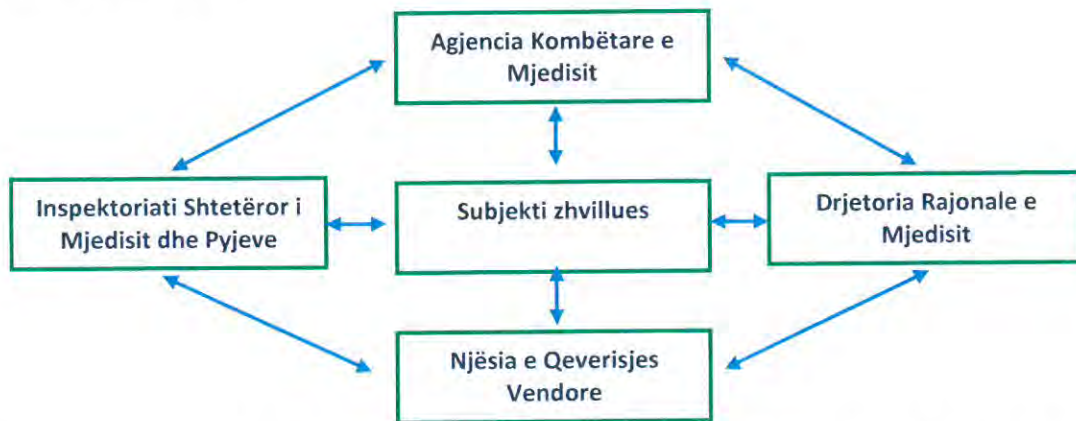 Agjencia Kombëtare e
Mjedisit
Inspektoriati Shtetëror i
Mjedisit dhe Pyjeve
Subjekti zhvillues
Drjetoria Rajonale e
Mjedisit
Njësia e Qeverisjes
Vendore